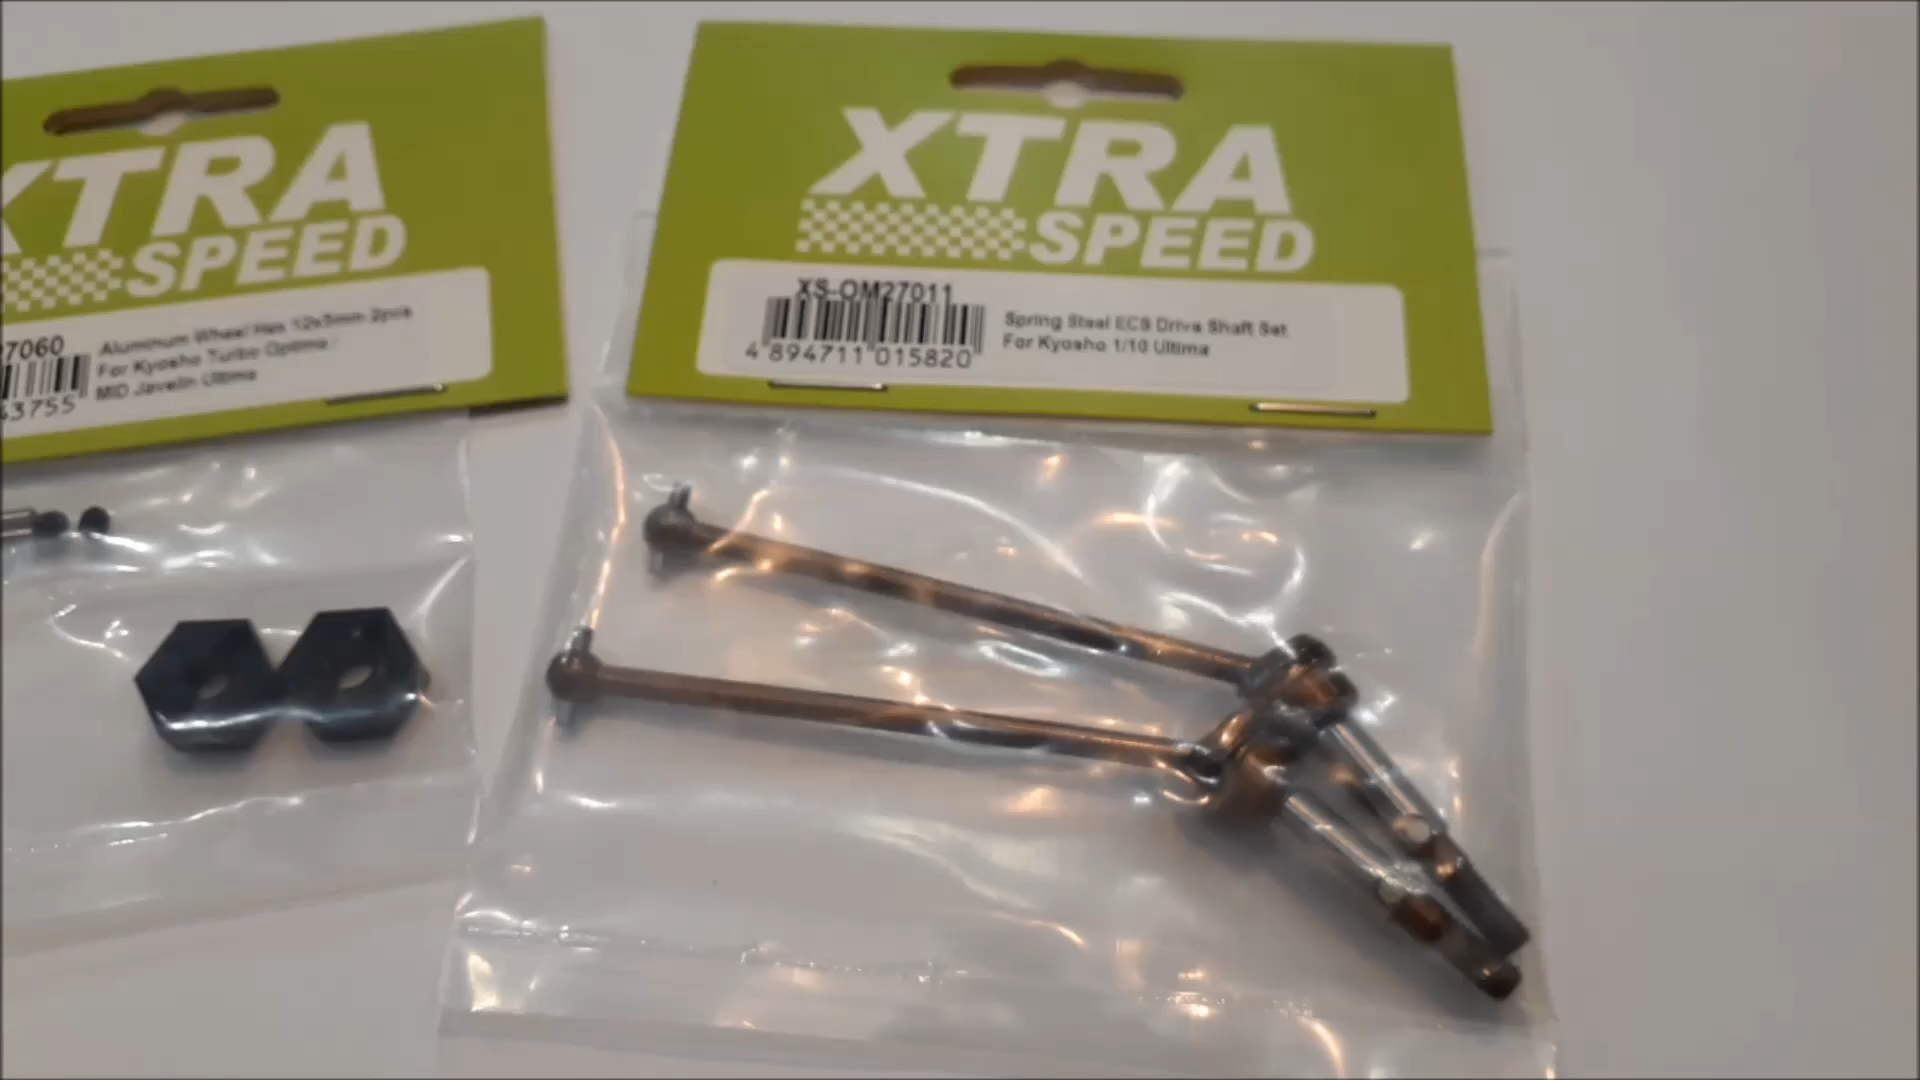 XTRA
SPEED
7060
Aluminum Wheel Hex 12x5mm 2pcs
For Kyosho Turbo Optima /
MID Javelin Ultima
43755
XTRA
SPEED
XS-OM27011
Spring Steel ECS Drive Shaft Set
For Kyosho 1/10 Ultima
4 894711 015820